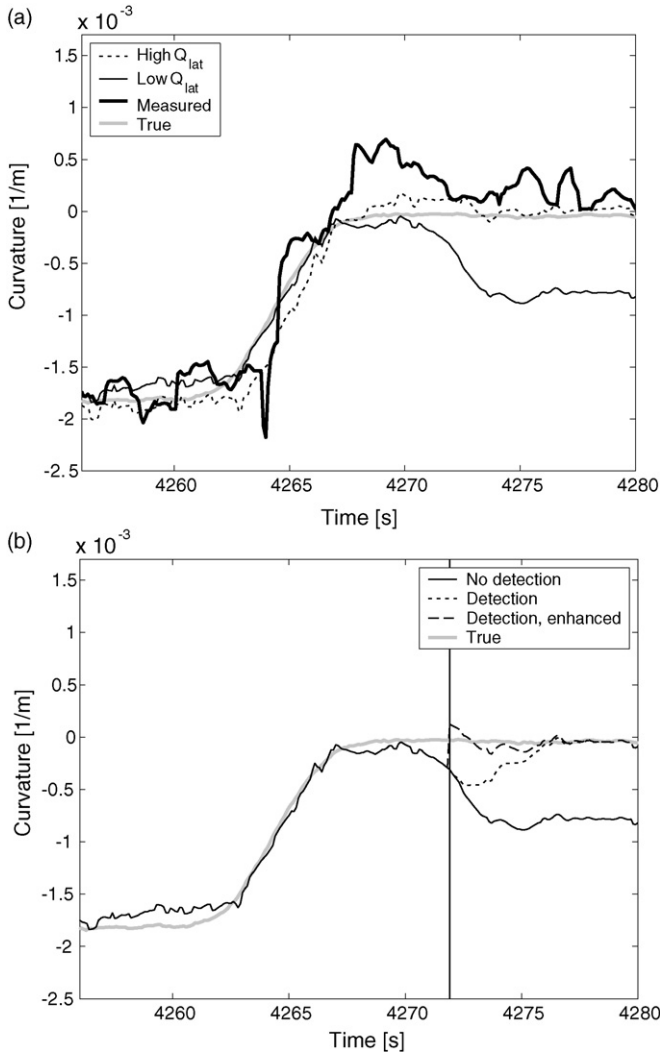 (a)
x 10^-3
High Q_lat
Low Q_lat
Measured
True
1.5
1
0.5
0
-0.5
-1
-1.5
-2
-2.5
Curvature [1/m]
4260 4265 4270 4275 4280
Time [s]
(b)
x 10^-3
No detection
Detection
Detection, enhanced
True
1.5
1
0.5
0
-0.5
-1
-1.5
-2
-2.5
Curvature [1/m]
4260 4265 4270 4275 4280
Time [s]